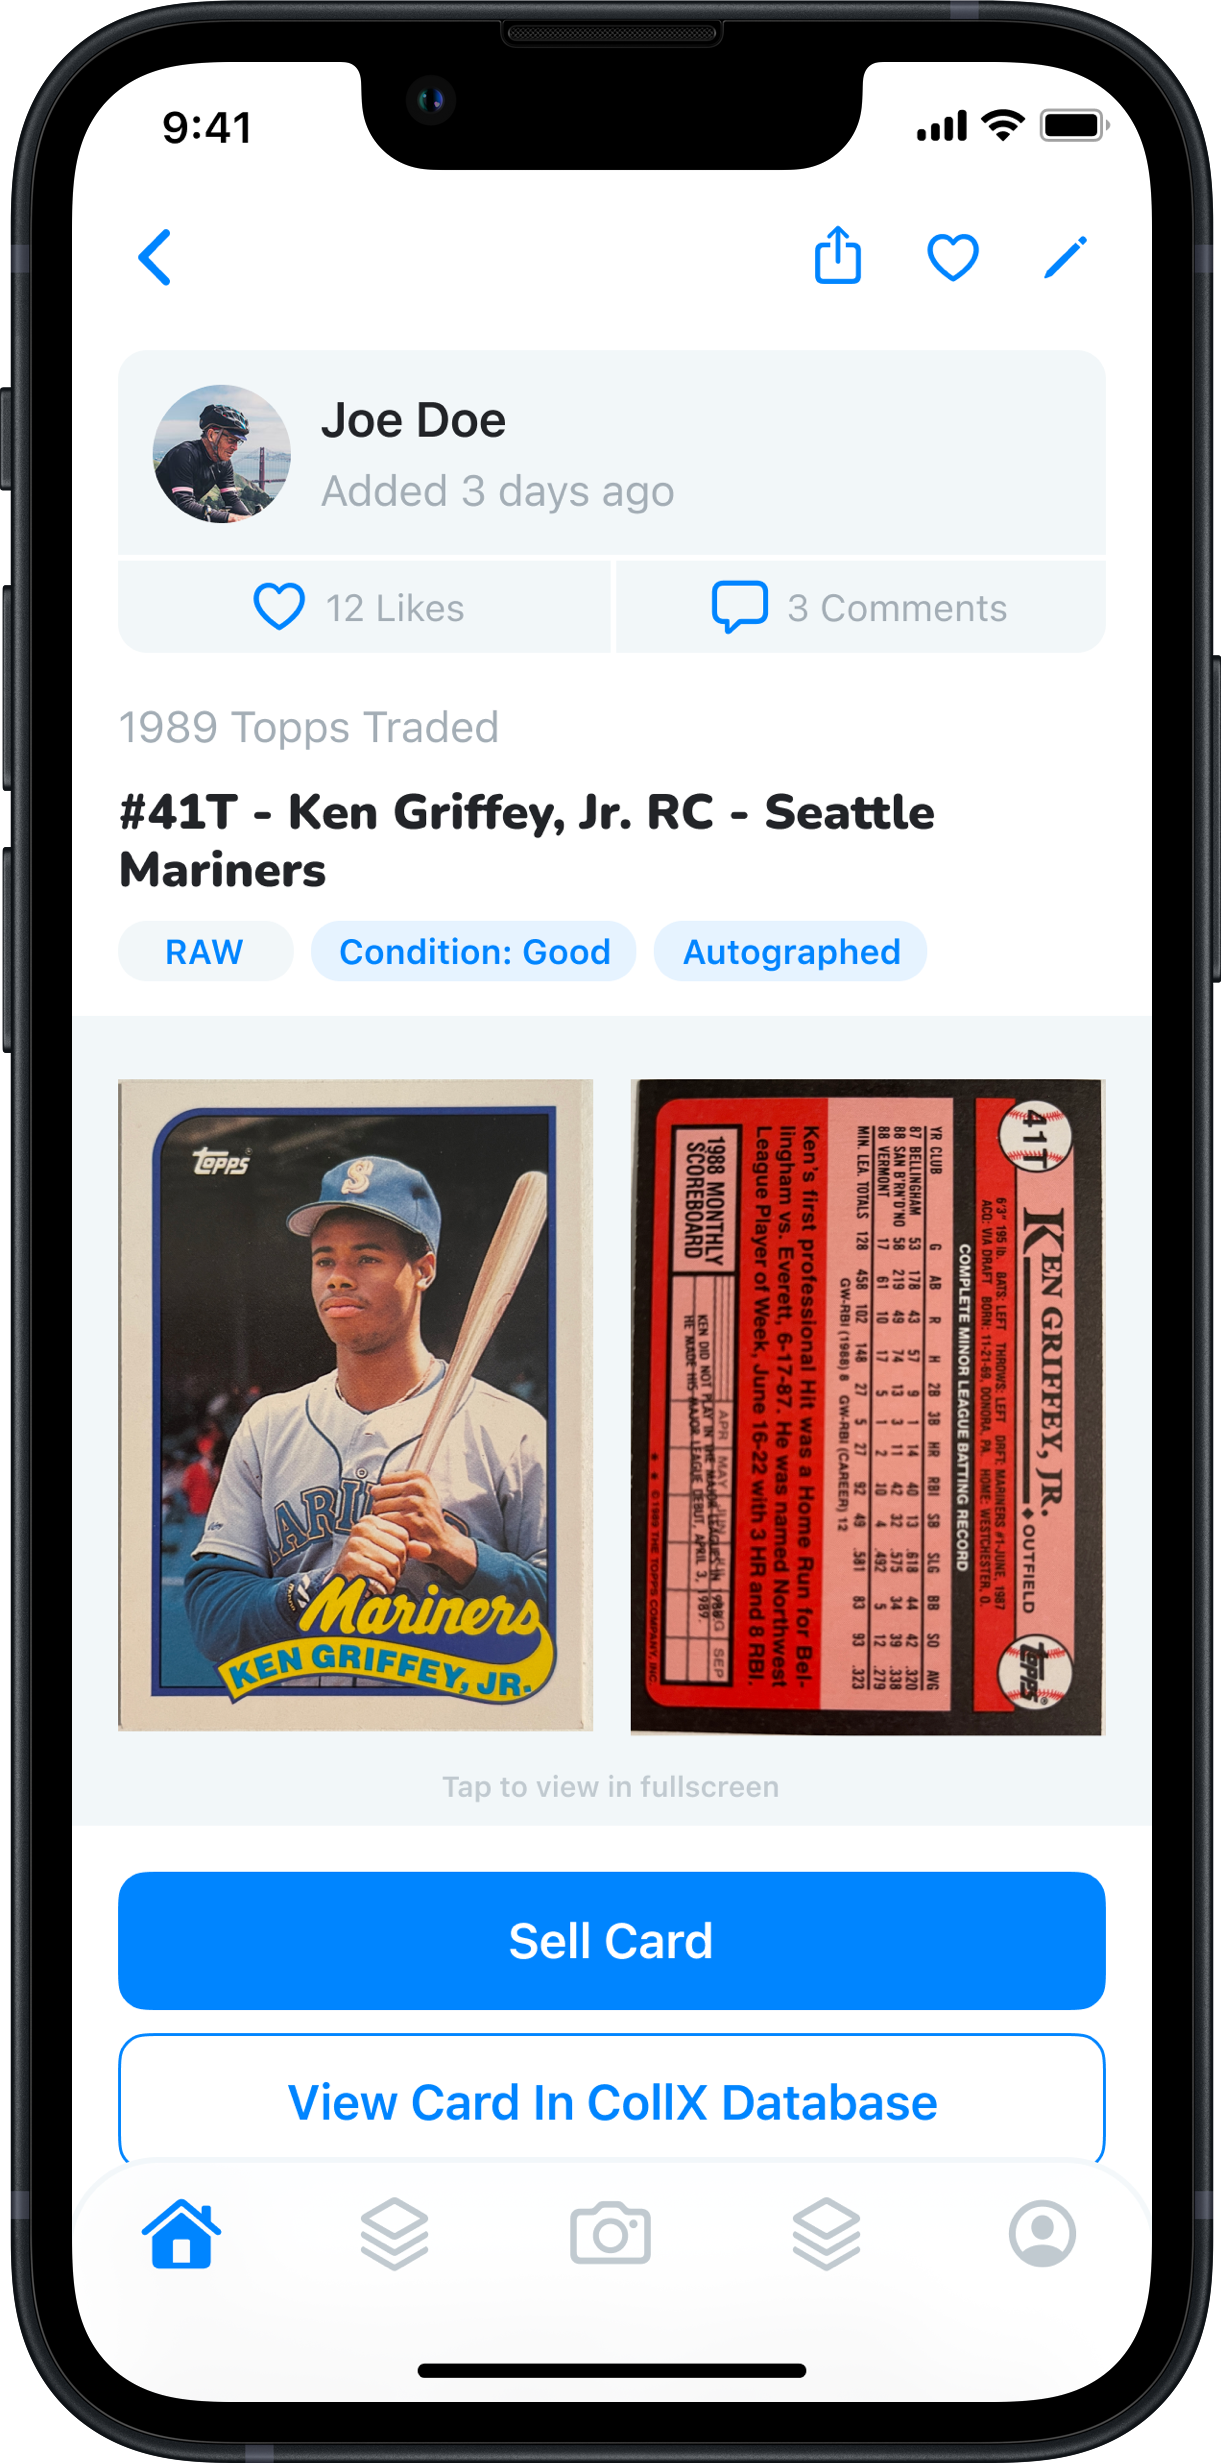 9:41
Joe Doe
Added 3 days ago
12 Likes
3 Comments
1989 Topps Traded
#41T - Ken Griffey, Jr. RC - Seattle
Mariners
RAW
Condition: Good
Autographed
Topps
S
ARI
Mariners
KEN GRIFFEY, JR.
41T
KEN GRIFFEY, JR. ◆ OUTFIELD
Topps
6'3" 195 lb. BATS: LEFT THROWS: LEFT DRFT: MARINERS #1-JUNE, 1987
ACQ: VIA DRAFT BORN: 11-21-69, DONORA, PA. HOME: WESTCHESTER, O.
COMPLETE MINOR LEAGUE BATTING RECORD
YR CLUB G AB R H 2B 3B HR RBI SB SLG BB SO AVG
87 BELLINGHAM 53 178 43 57 9 1 14 40 13 .618 44 42 .320
88 SAN B'RN'D'NO 58 219 49 74 13 3 11 42 32 .575 34 39 .338
88 VERMONT 17 61 10 17 5 1 2 10 4 .492 5 12 .279
MIN. LEA. TOTALS 128 458 102 148 27 5 27 92 49 .581 83 93 .323
GW-RBI (1988) 8 GW-RBI (CAREER) 12
Ken's first professional Hit was a Home Run for Bel-
lingham vs. Everett, 6-17-87. He was named Northwest
League Player of Week, June 16-22 with 3 HR and 8 RBI.
1988 MONTHLY
SCOREBOARD
APR MAY SEP
KEN DID NOT PLAY IN THE MAJOR LEAGUES IN 1988
HE MADE HIS MAJOR LEAGUE DEBUT, APRIL 3, 1989.
* * ©1989 THE TOPPS COMPANY, INC.
Tap to view in fullscreen
Sell Card
View Card In CollX Database